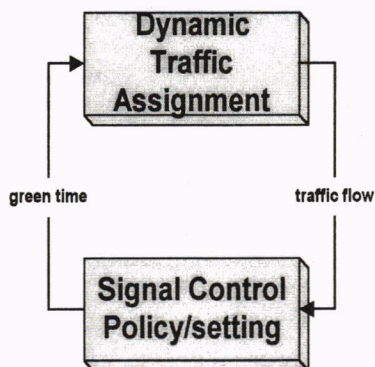 Dynamic
Traffic
Assignment
green time
traffic flow
Signal Control
Policy/setting